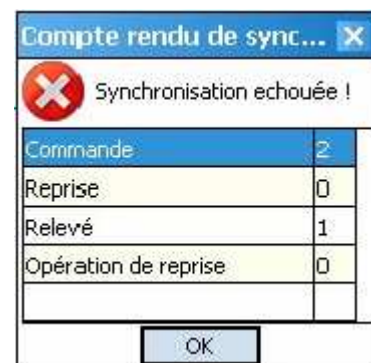 Compte rendu de sync...
Synchronisation echouée !
Commande 2
Reprise 0
Relevé 1
Opération de reprise 0
OK